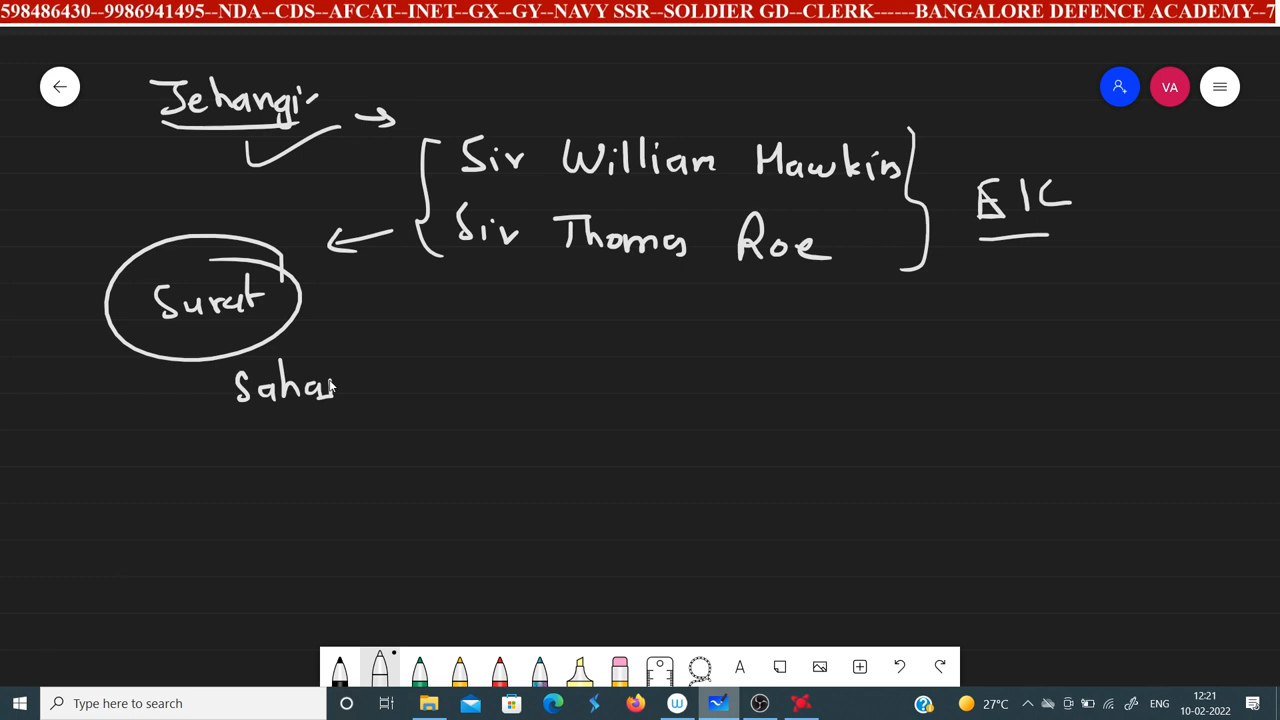 598486430--9986941495--NDA--CDS--AFCAT--INET--GX--GY--NAVY SSR--SOLDIER GD--CLERK------BANGALORE DEFENCE ACADEMY--7
Jehangir
VA
Sir William Hawkins
Sir Thomas Roe
EIC
Surat
Saha
A
Type here to search
27°C
ENG
12:21
10-02-2022